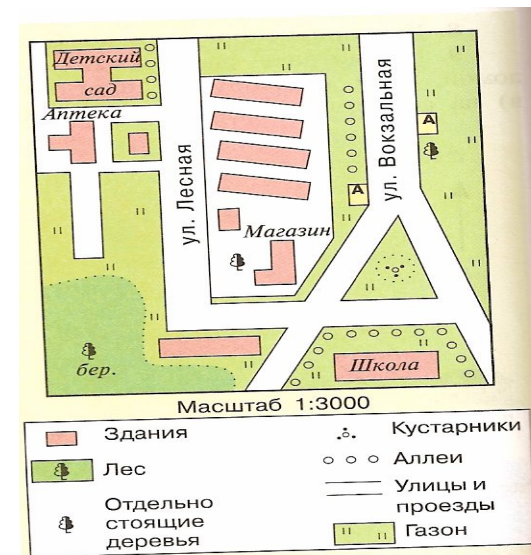 Детский
сад
Аптека
ул. Лесная
Магазин
ул. Вокзальная
А
А
бер.
Школа
Масштаб 1:3000
Здания
Лес
Отдельно
стоящие
деревья
Кустарники
Аллеи
Улицы и
проезды
Газон